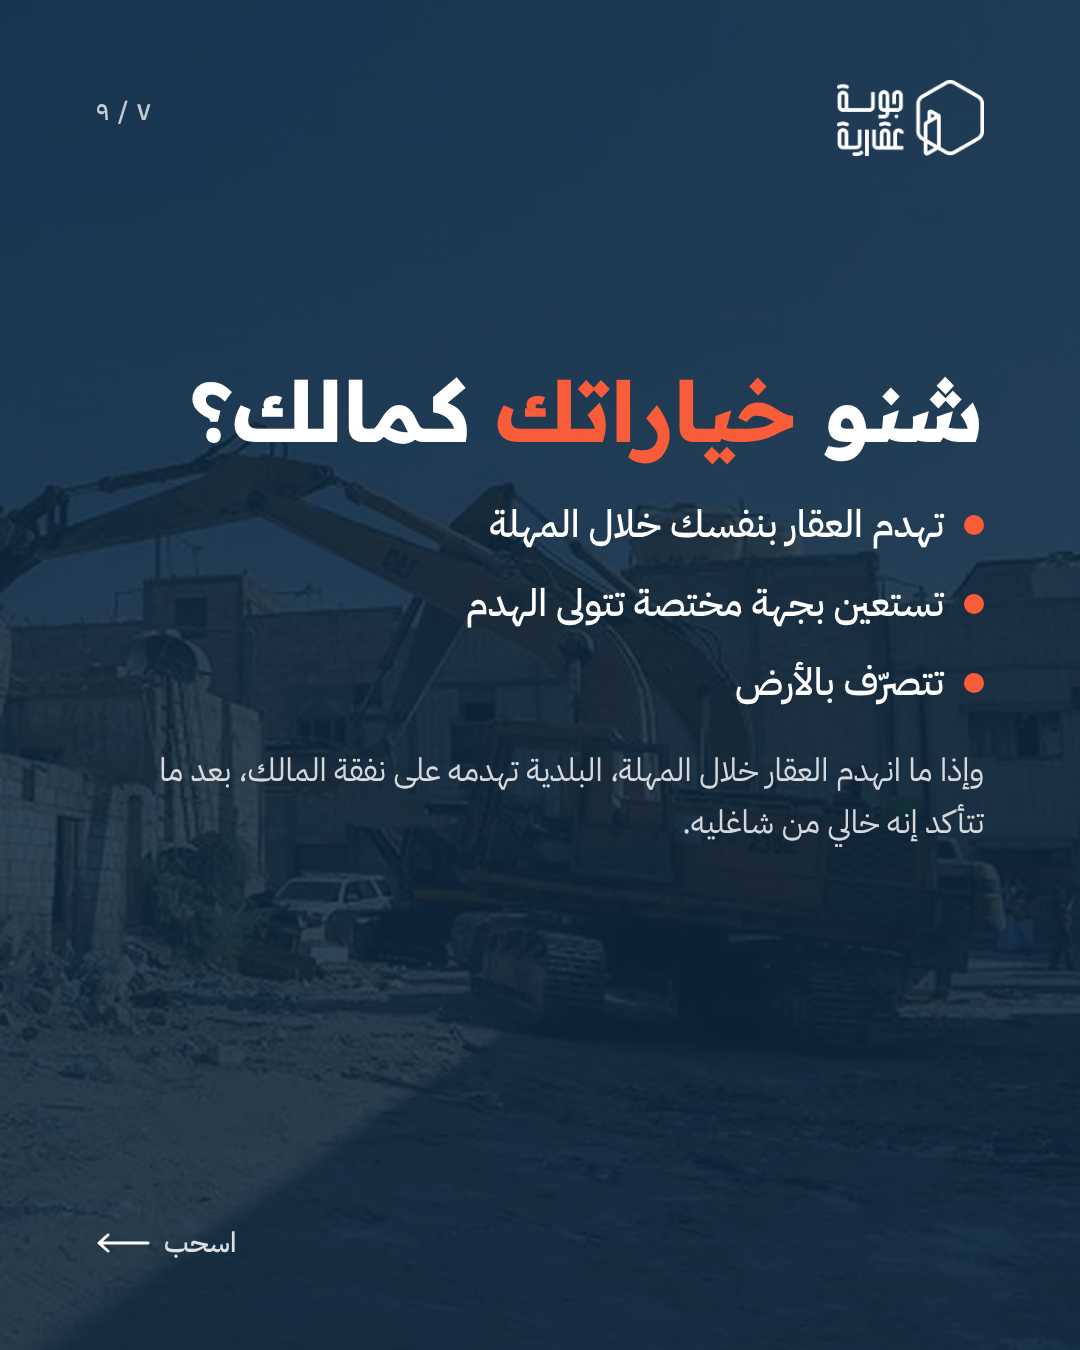 جولة
عقارية
٧ / ٩
شنو خياراتك كمالك؟
تهدم العقار بنفسك خلال المهلة
تستعين بجهة مختصة تتولى الهدم
تتصرّف بالأرض
وإذا ما انهدم العقار خلال المهلة، البلدية تهدمه على نفقة المالك، بعد ما
تتأكد إنه خالي من شاغليه.
اسحب